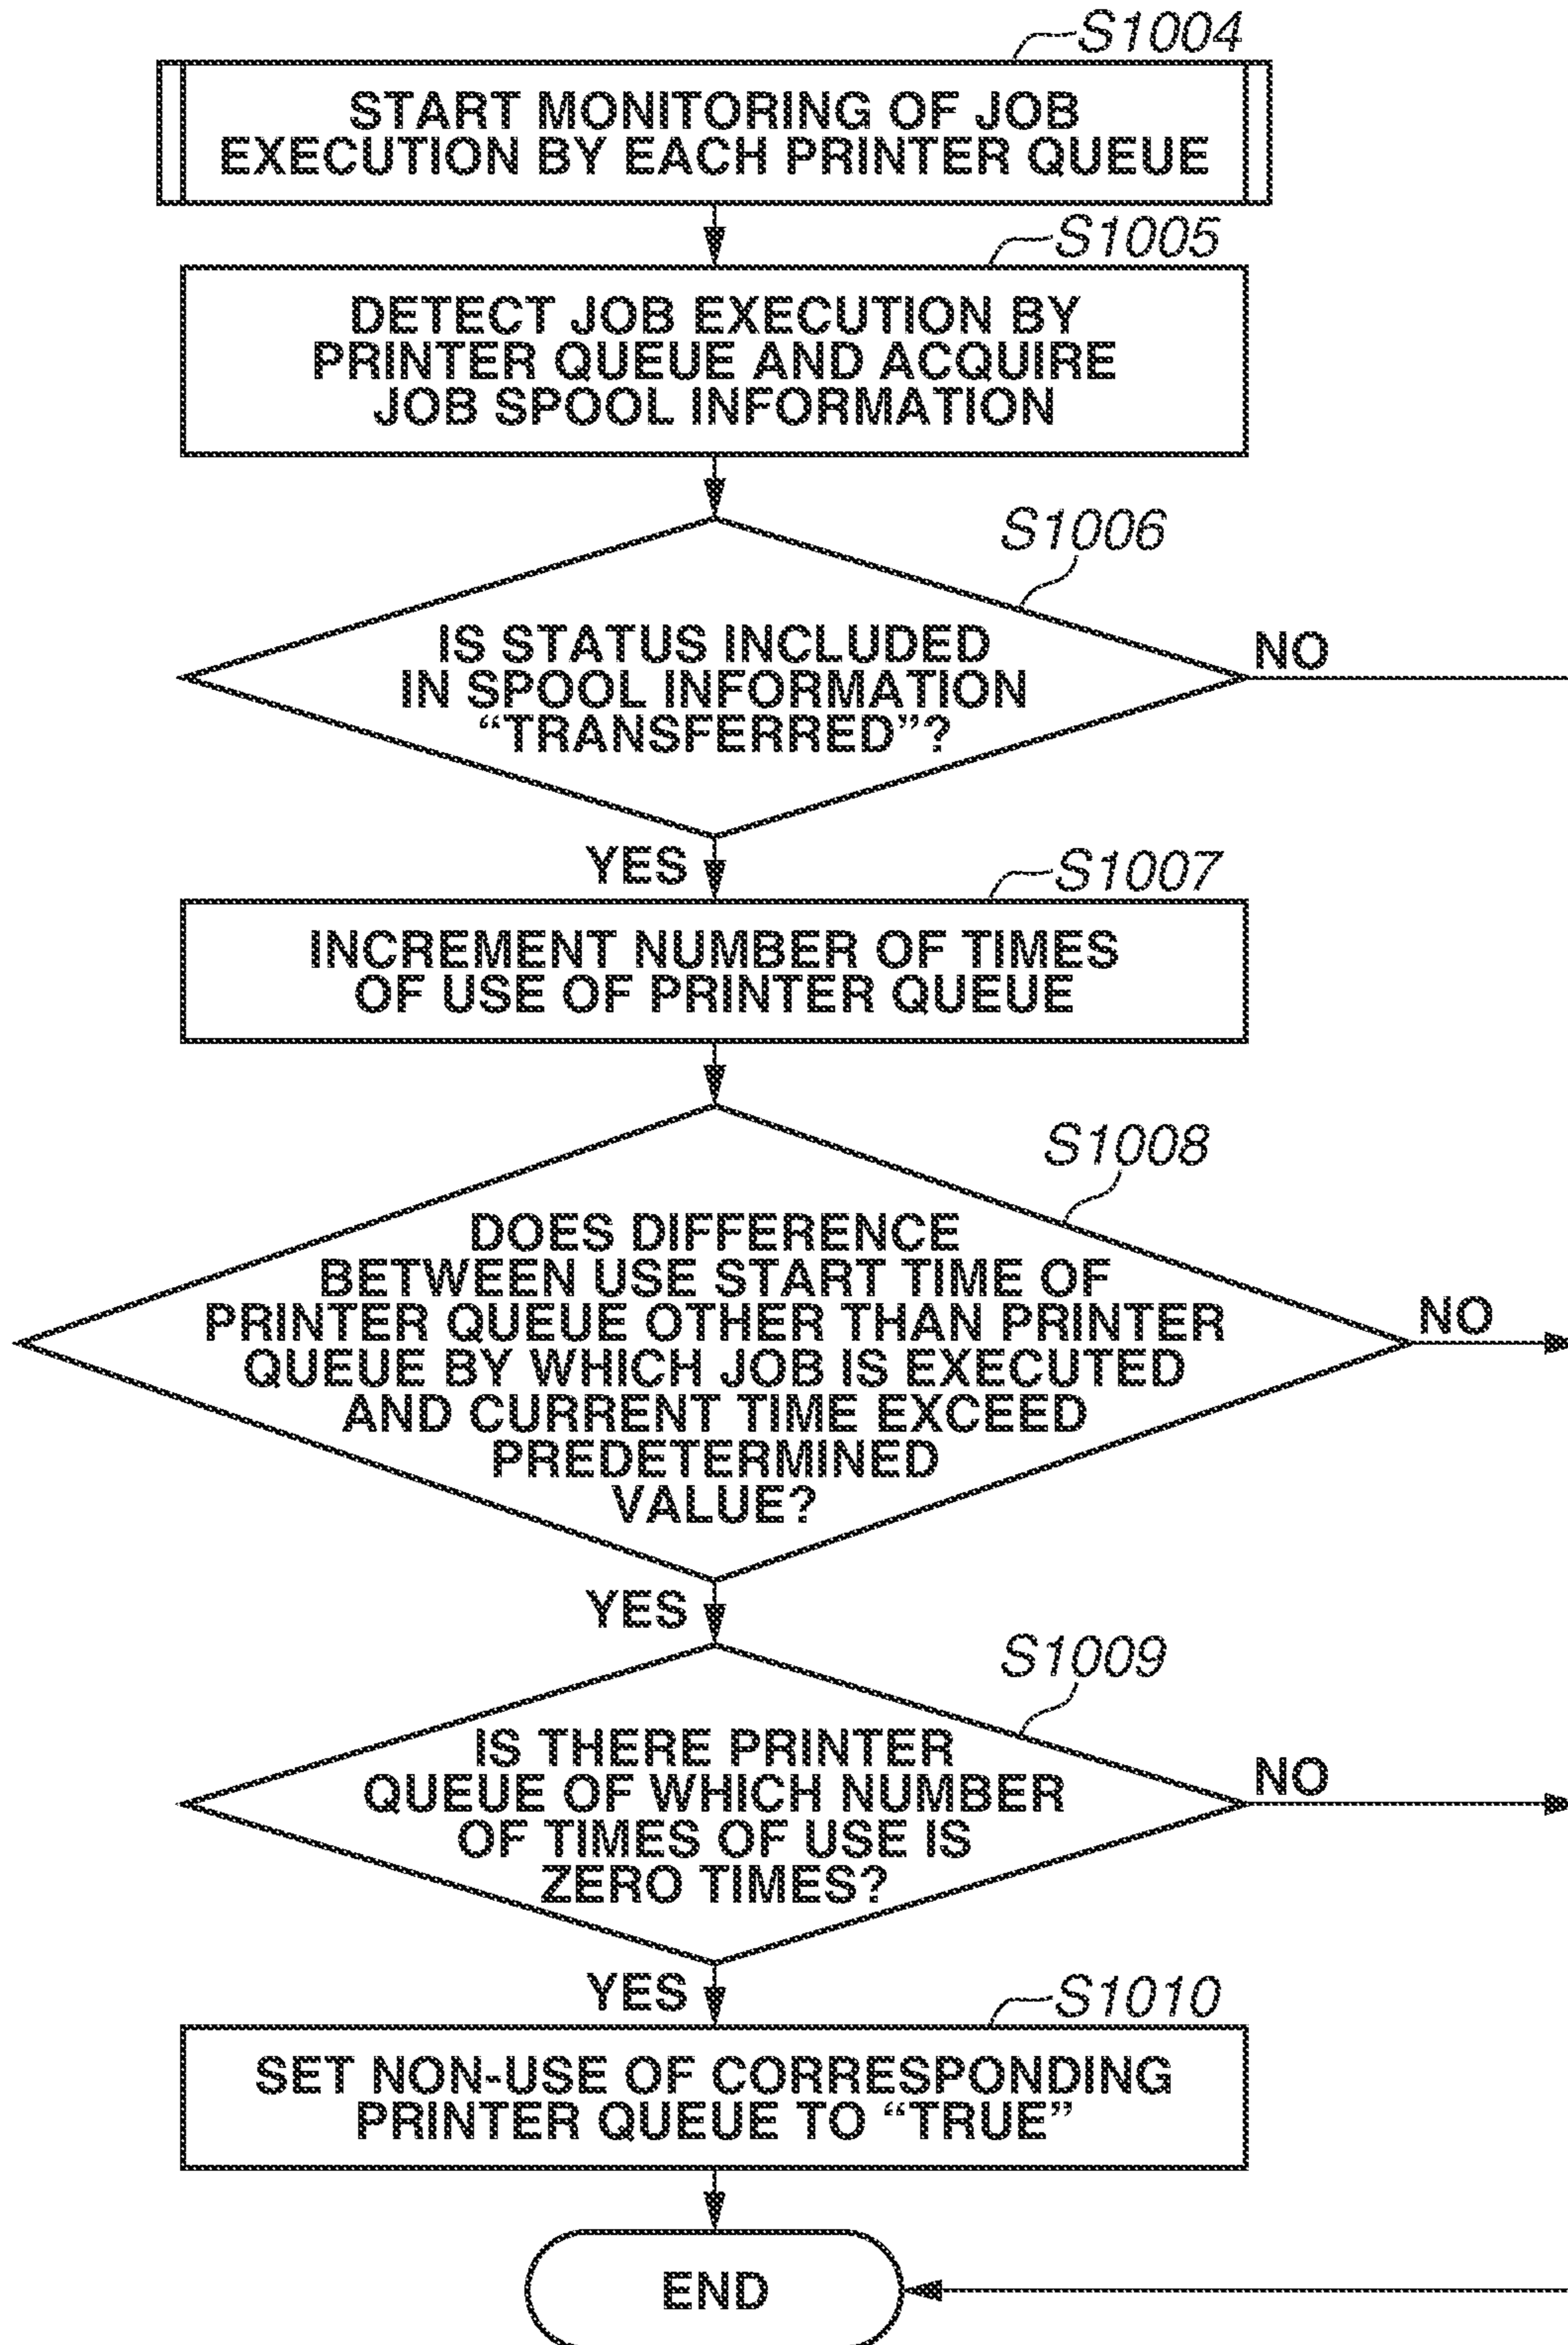 S1004
START MONITORING OF JOB
EXECUTION BY EACH PRINTER QUEUE
S1005
DETECT JOB EXECUTION BY
PRINTER QUEUE AND ACQUIRE
JOB SPOOL INFORMATION
S1006
IS STATUS INCLUDED
IN SPOOL INFORMATION
“TRANSFERRED”?
NO
YES
S1007
INCREMENT NUMBER OF TIMES
OF USE OF PRINTER QUEUE
S1008
DOES DIFFERENCE
BETWEEN USE START TIME OF
PRINTER QUEUE OTHER THAN PRINTER
QUEUE BY WHICH JOB IS EXECUTED
AND CURRENT TIME EXCEED
PREDETERMINED
VALUE?
NO
YES
S1009
IS THERE PRINTER
QUEUE OF WHICH NUMBER
OF TIMES OF USE IS
ZERO TIMES?
NO
YES
S1010
SET NON-USE OF CORRESPONDING
PRINTER QUEUE TO “TRUE”
END